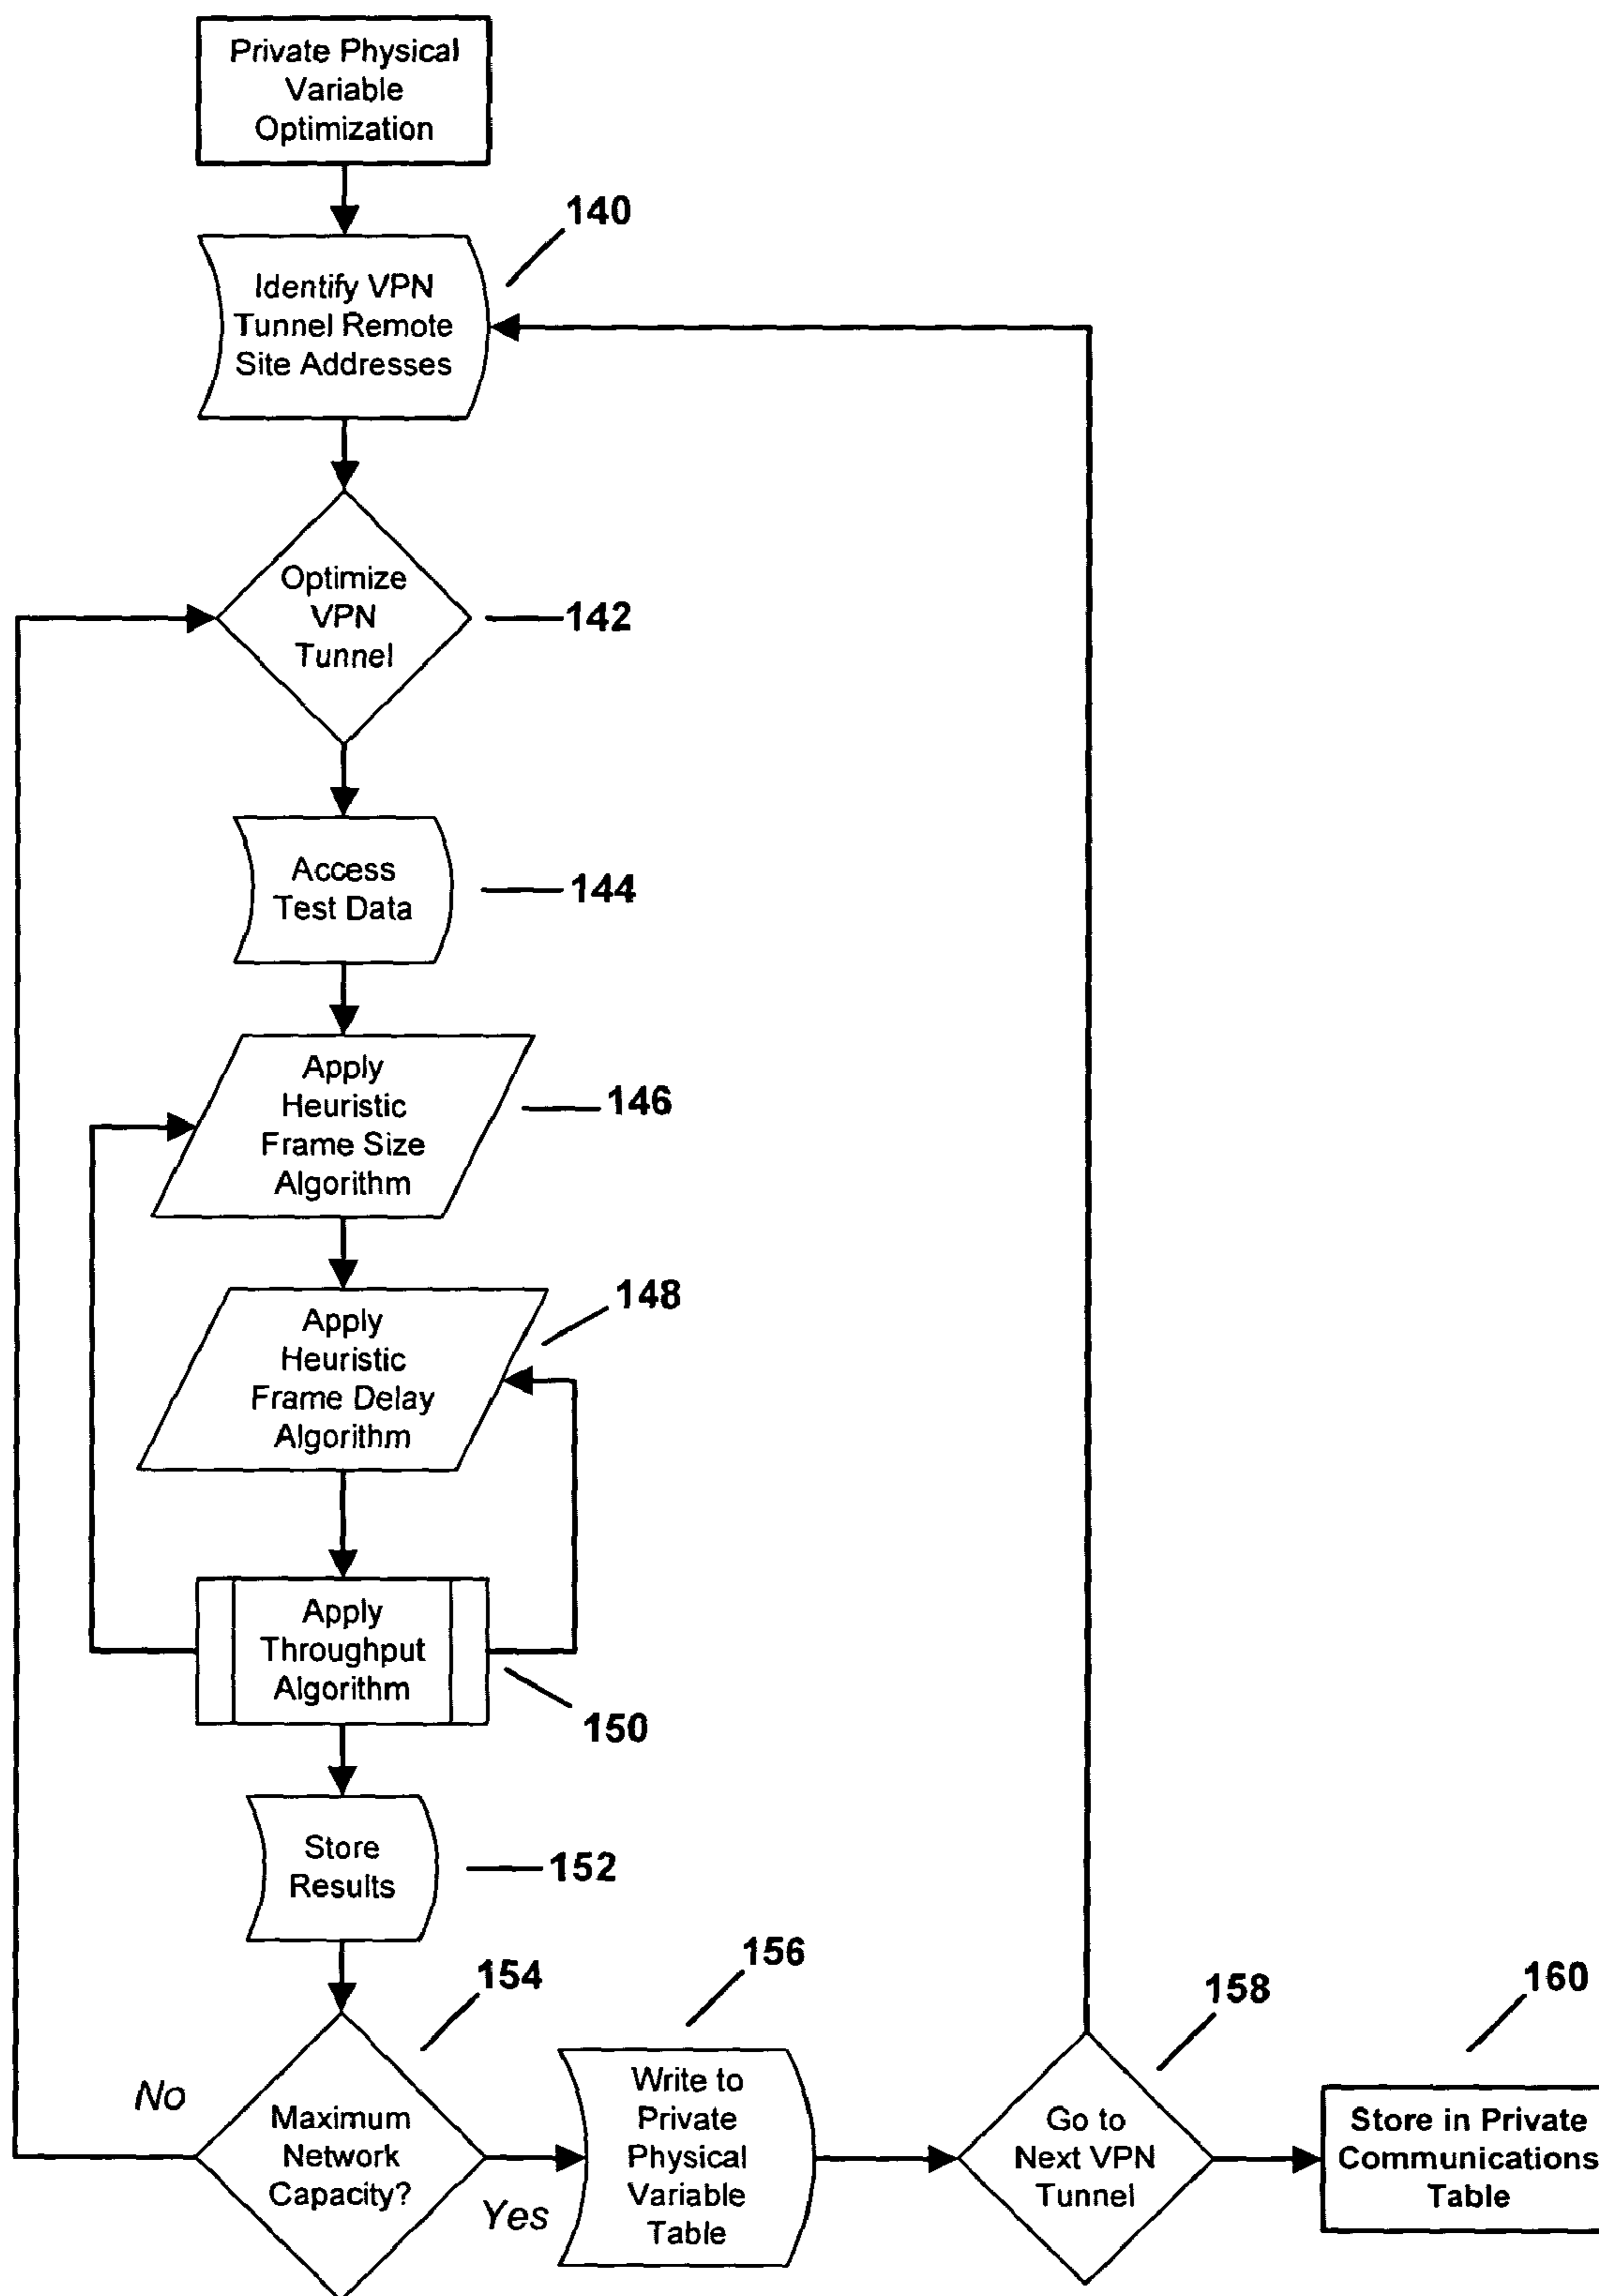 Private Physical
Variable
Optimization
140
Identify VPN
Tunnel Remote
Site Addresses
Optimize
VPN
Tunnel
142
Access
Test Data
144
Apply
Heuristic
Frame Size
Algorithm
146
148
Apply
Heuristic
Frame Delay
Algorithm
Apply
Throughput
Algorithm
150
Store
Results
152
154
156
158
160
No
Maximum
Network
Capacity?
Yes
Write to
Private
Physical
Variable
Table
Go to
Next VPN
Tunnel
Store in Private
Communications
Table